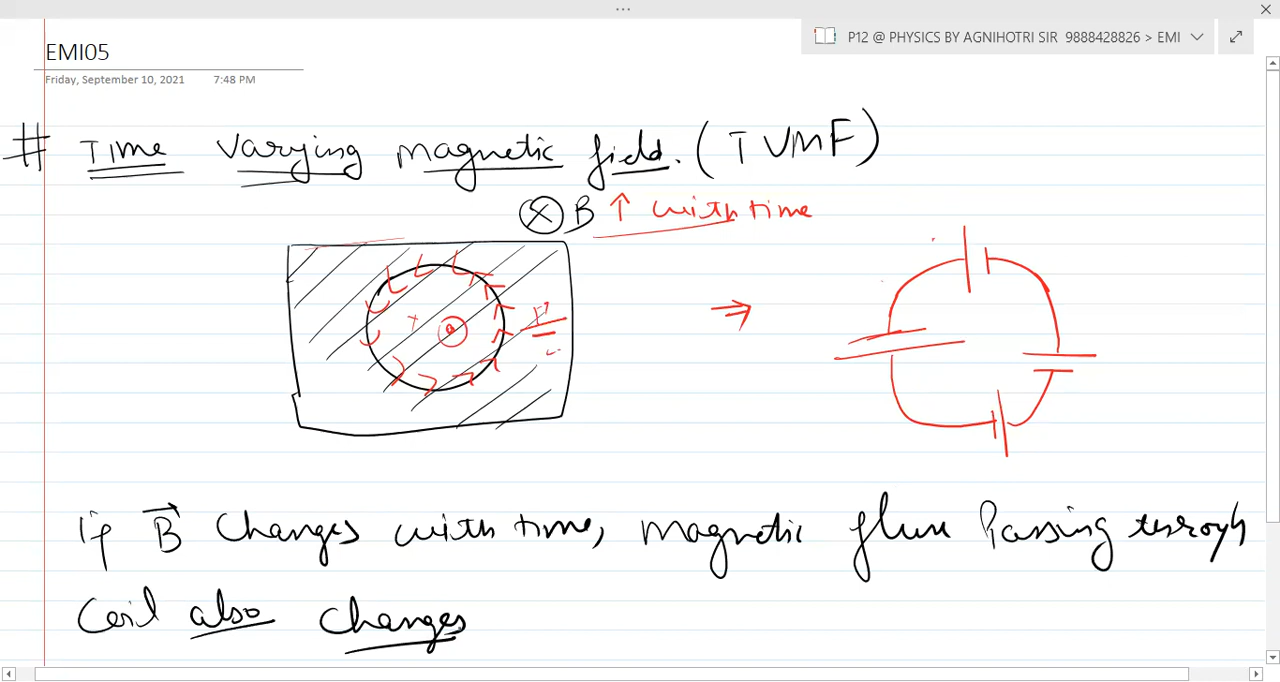 P12 @ PHYSICS BY AGNIHOTRI SIR 9888428826 > EMI
EMI05
Friday, September 10, 2021 7:48 PM
# Time varying magnetic field. (TVMF)
B ↑ with time
If B⃗ changes with time, magnetic flux Passing through
Coil also changes